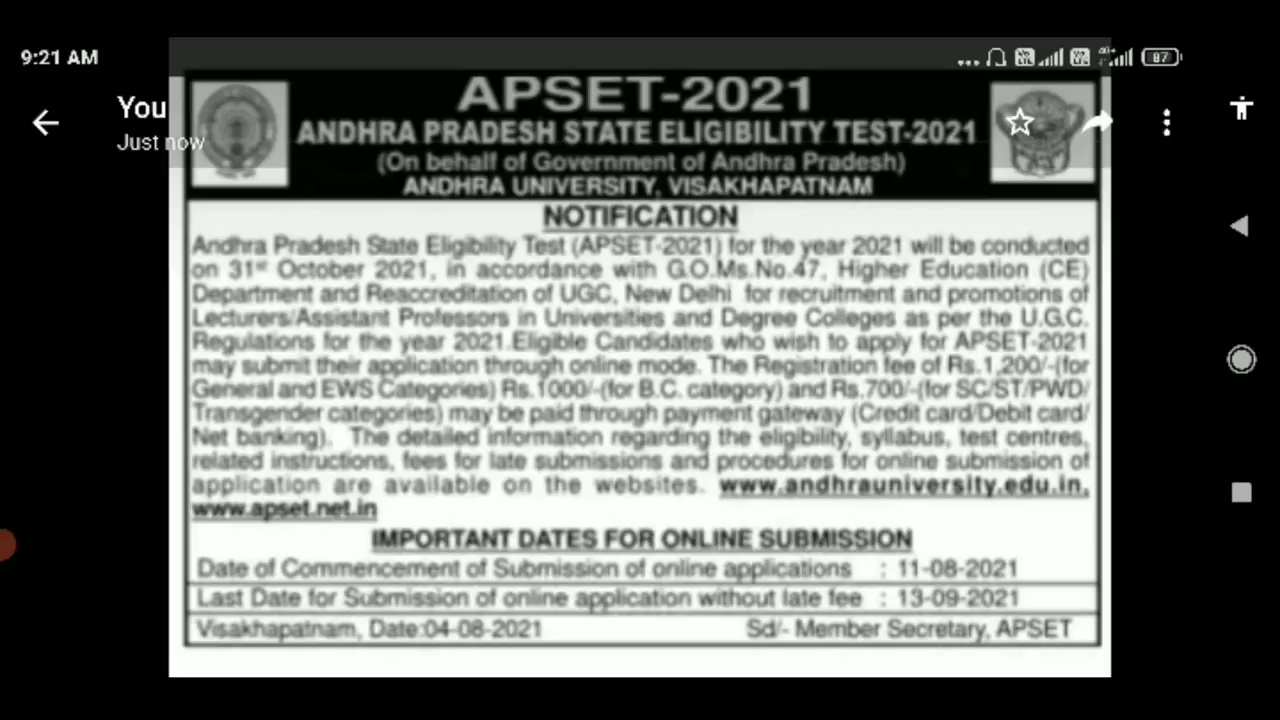 9:21 AM
87
You
Just now
APSET-2021
ANDHRA PRADESH STATE ELIGIBILITY TEST-2021
(On behalf of Government of Andhra Pradesh)
ANDHRA UNIVERSITY, VISAKHAPATNAM
NOTIFICATION
Andhra Pradesh State Eligibility Test (APSET-2021) for the year 2021 will be conducted
on 31st October 2021, in accordance with G.O.Ms.No.47, Higher Education (CE)
Department and Reaccreditation of UGC, New Delhi for recruitment and promotions of
Lecturers/Assistant Professors in Universities and Degree Colleges as per the U.G.C.
Regulations for the year 2021.Eligible Candidates who wish to apply for APSET-2021
may submit their application through online mode. The Registration fee of Rs.1,200/-(for
General and EWS Categories) Rs.1000/-(for B.C. category) and Rs.700/-(for SC/ST/PWD/
Transgender categories) may be paid through payment gateway (Credit card/Debit card/
Net banking). The detailed information regarding the eligibility, syllabus, test centres,
related instructions, fees for late submissions and procedures for online submission of
application are available on the websites. www.andhrauniversity.edu.in,
www.apset.net.in
IMPORTANT DATES FOR ONLINE SUBMISSION
Date of Commencement of Submission of online applications : 11-08-2021
Last Date for Submission of online application without late fee : 13-09-2021
Visakhapatnam, Date:04-08-2021 Sd/- Member Secretary, APSET